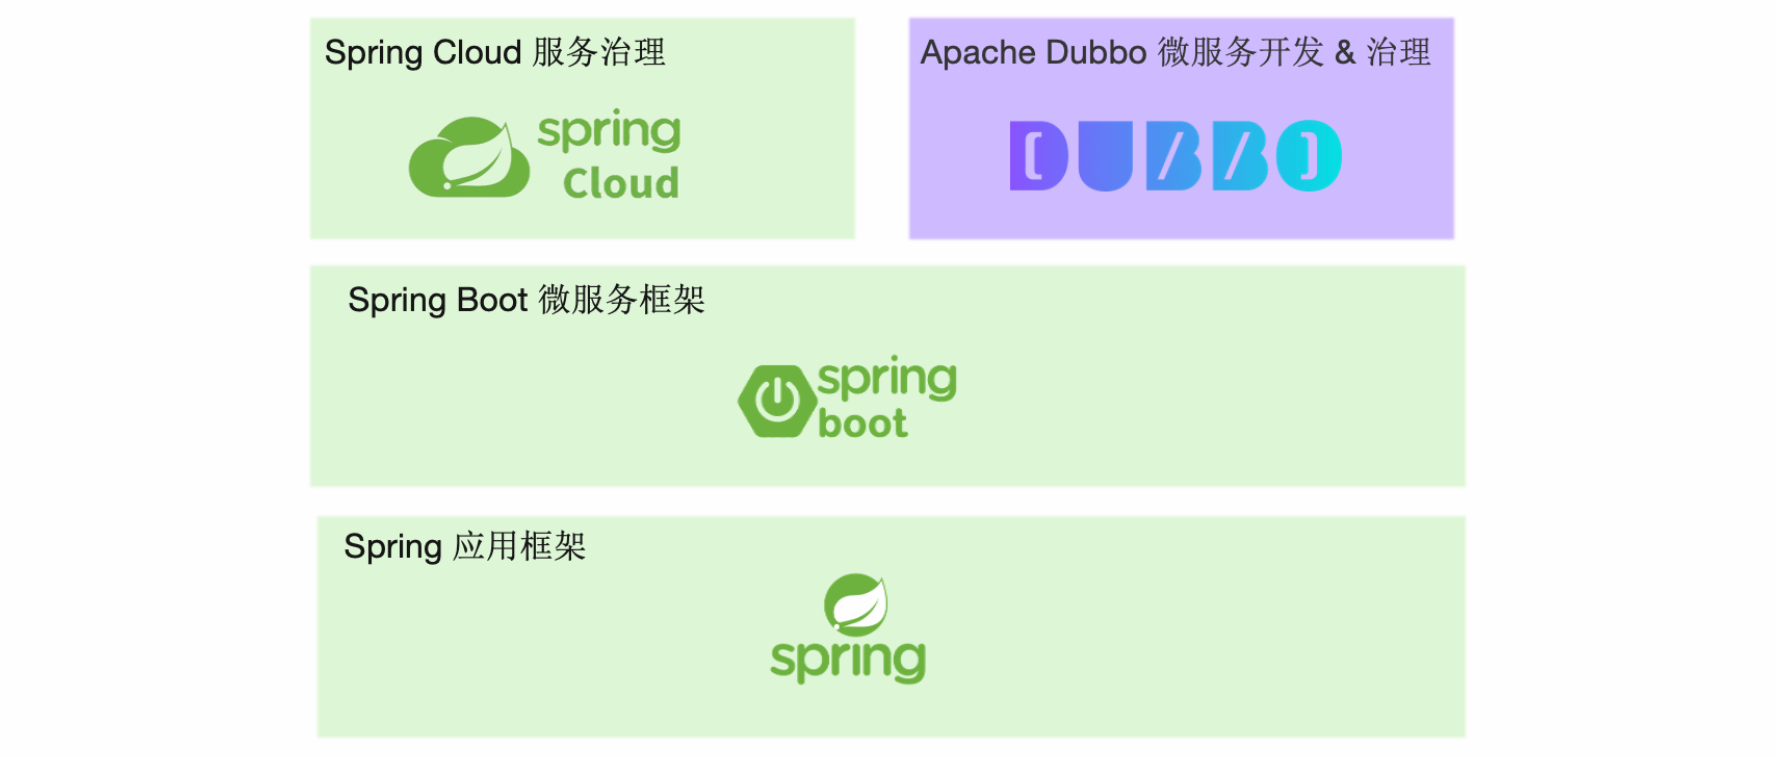 Spring Cloud 服务治理
spring
Cloud
Apache Dubbo 微服务开发 & 治理
DUBBO
Spring Boot 微服务框架
spring
boot
Spring 应用框架
spring